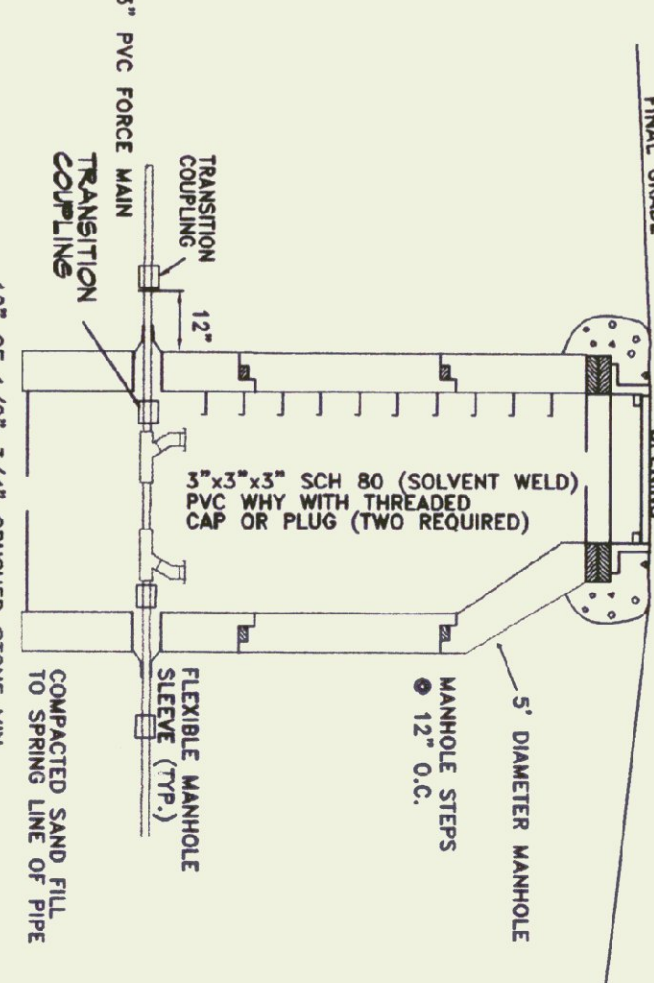 FINAL GRADE
3" PVC FORCE MAIN
TRANSITION
COUPLING
TRANSITION
COUPLING
12"
3"x3"x3" SCH 80 (SOLVENT WELD)
PVC WHY WITH THREADED
CAP OR PLUG (TWO REQUIRED)
5' DIAMETER MANHOLE
MANHOLE STEPS
@ 12" O.C.
FLEXIBLE MANHOLE
SLEEVE (TYP.)
COMPACTED SAND FILL
TO SPRING LINE OF PIPE